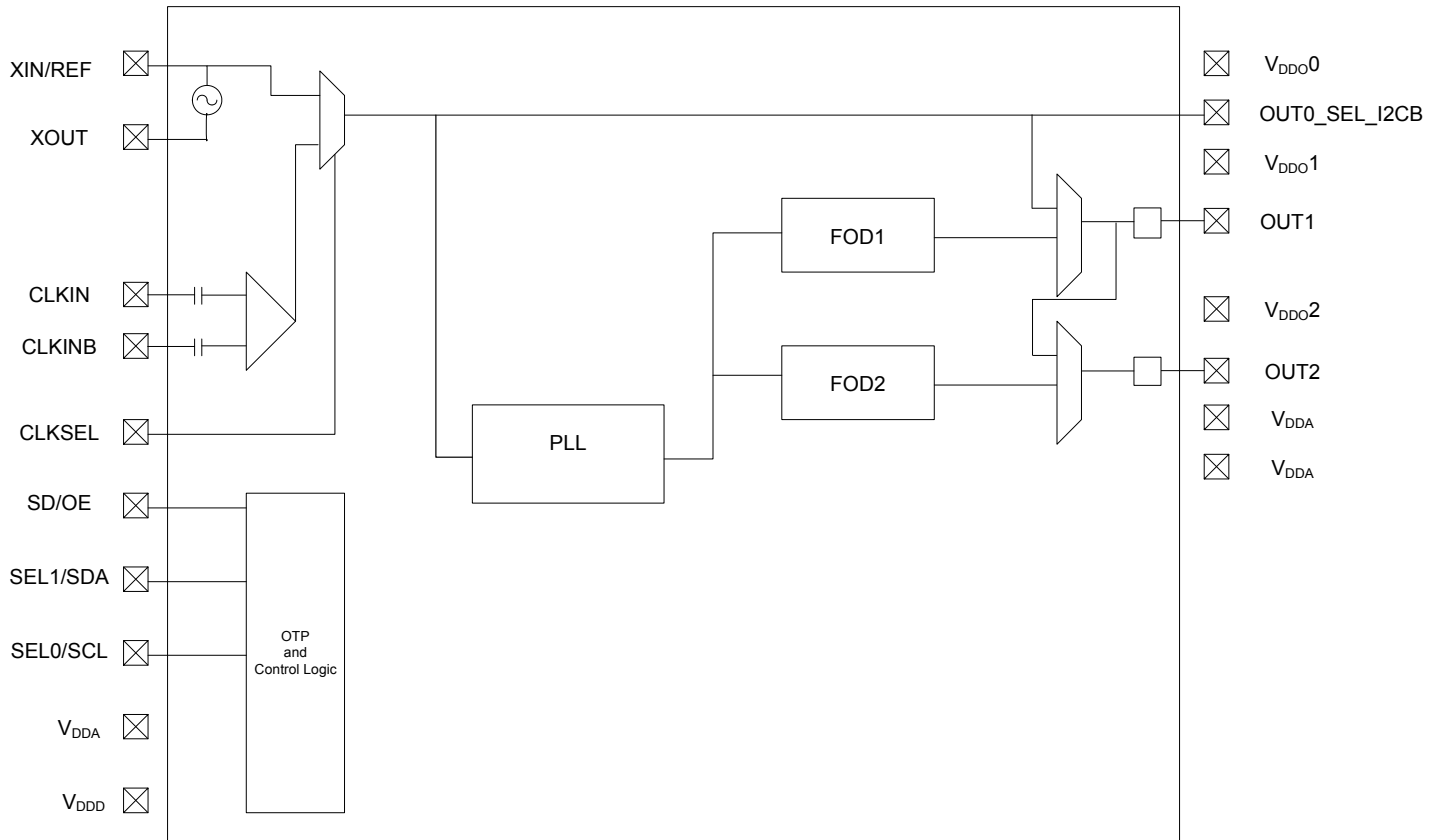 XIN/REF
XOUT
CLKIN
CLKINB
CLKSEL
SD/OE
SEL1/SDA
SEL0/SCL
VDDA
VDDD
OTP
and
Control Logic
PLL
FOD1
FOD2
VDDO0
OUT0_SEL_I2CB
VDDO1
OUT1
VDDO2
OUT2
VDDA
VDDA